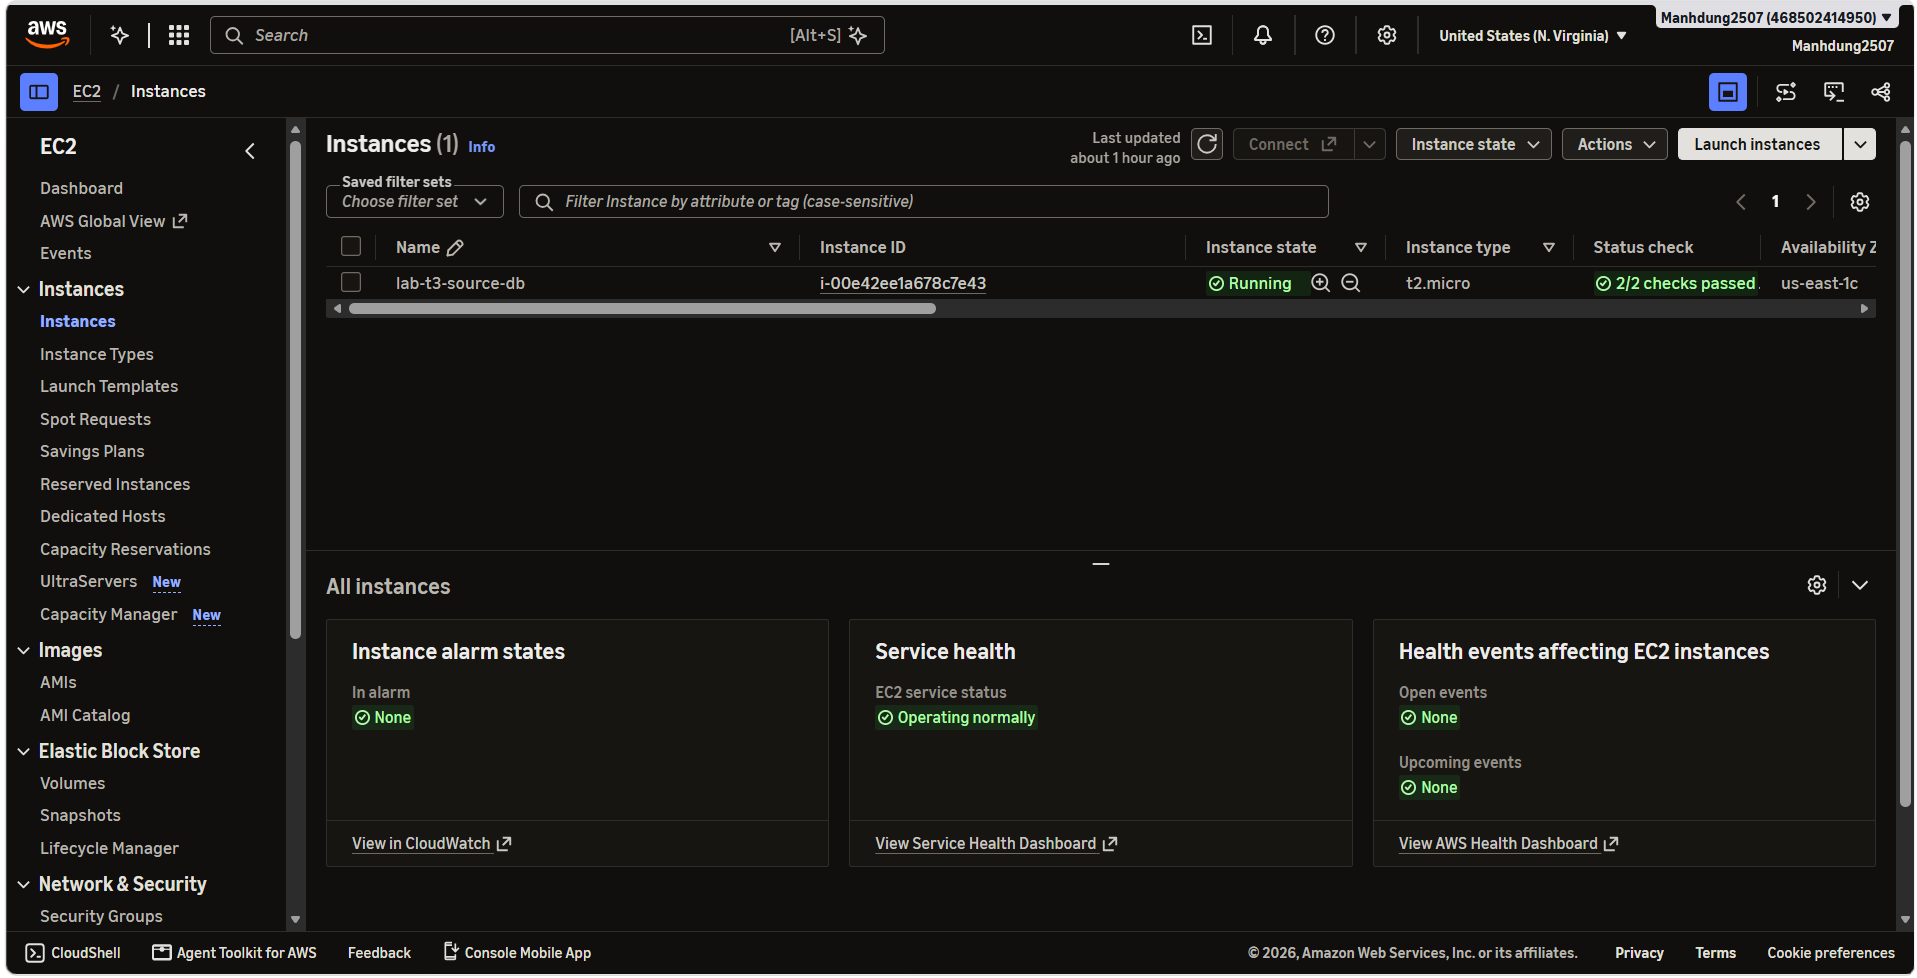 aws
Search [Alt+S]
United States (N. Virginia)
Manhdung2507 (468502414950)
Manhdung2507
EC2 / Instances
EC2
Dashboard
AWS Global View
Events
Instances
Instances
Instance Types
Launch Templates
Spot Requests
Savings Plans
Reserved Instances
Dedicated Hosts
Capacity Reservations
UltraServers New
Capacity Manager New
Images
AMIs
AMI Catalog
Elastic Block Store
Volumes
Snapshots
Lifecycle Manager
Network & Security
Security Groups
Instances (1) Info
Last updated
about 1 hour ago
Connect
Instance state
Actions
Launch instances
Saved filter sets
Choose filter set
Filter Instance by attribute or tag (case-sensitive)
1
Name Instance ID Instance state Instance type Status check Availability Z
lab-t3-source-db i-00e42ee1a678c7e43 Running t2.micro 2/2 checks passed us-east-1c
All instances
Instance alarm states
In alarm
None
View in CloudWatch
Service health
EC2 service status
Operating normally
View Service Health Dashboard
Health events affecting EC2 instances
Open events
None
Upcoming events
None
View AWS Health Dashboard
CloudShell Agent Toolkit for AWS Feedback Console Mobile App © 2026, Amazon Web Services, Inc. or its affiliates. Privacy Terms Cookie preferences